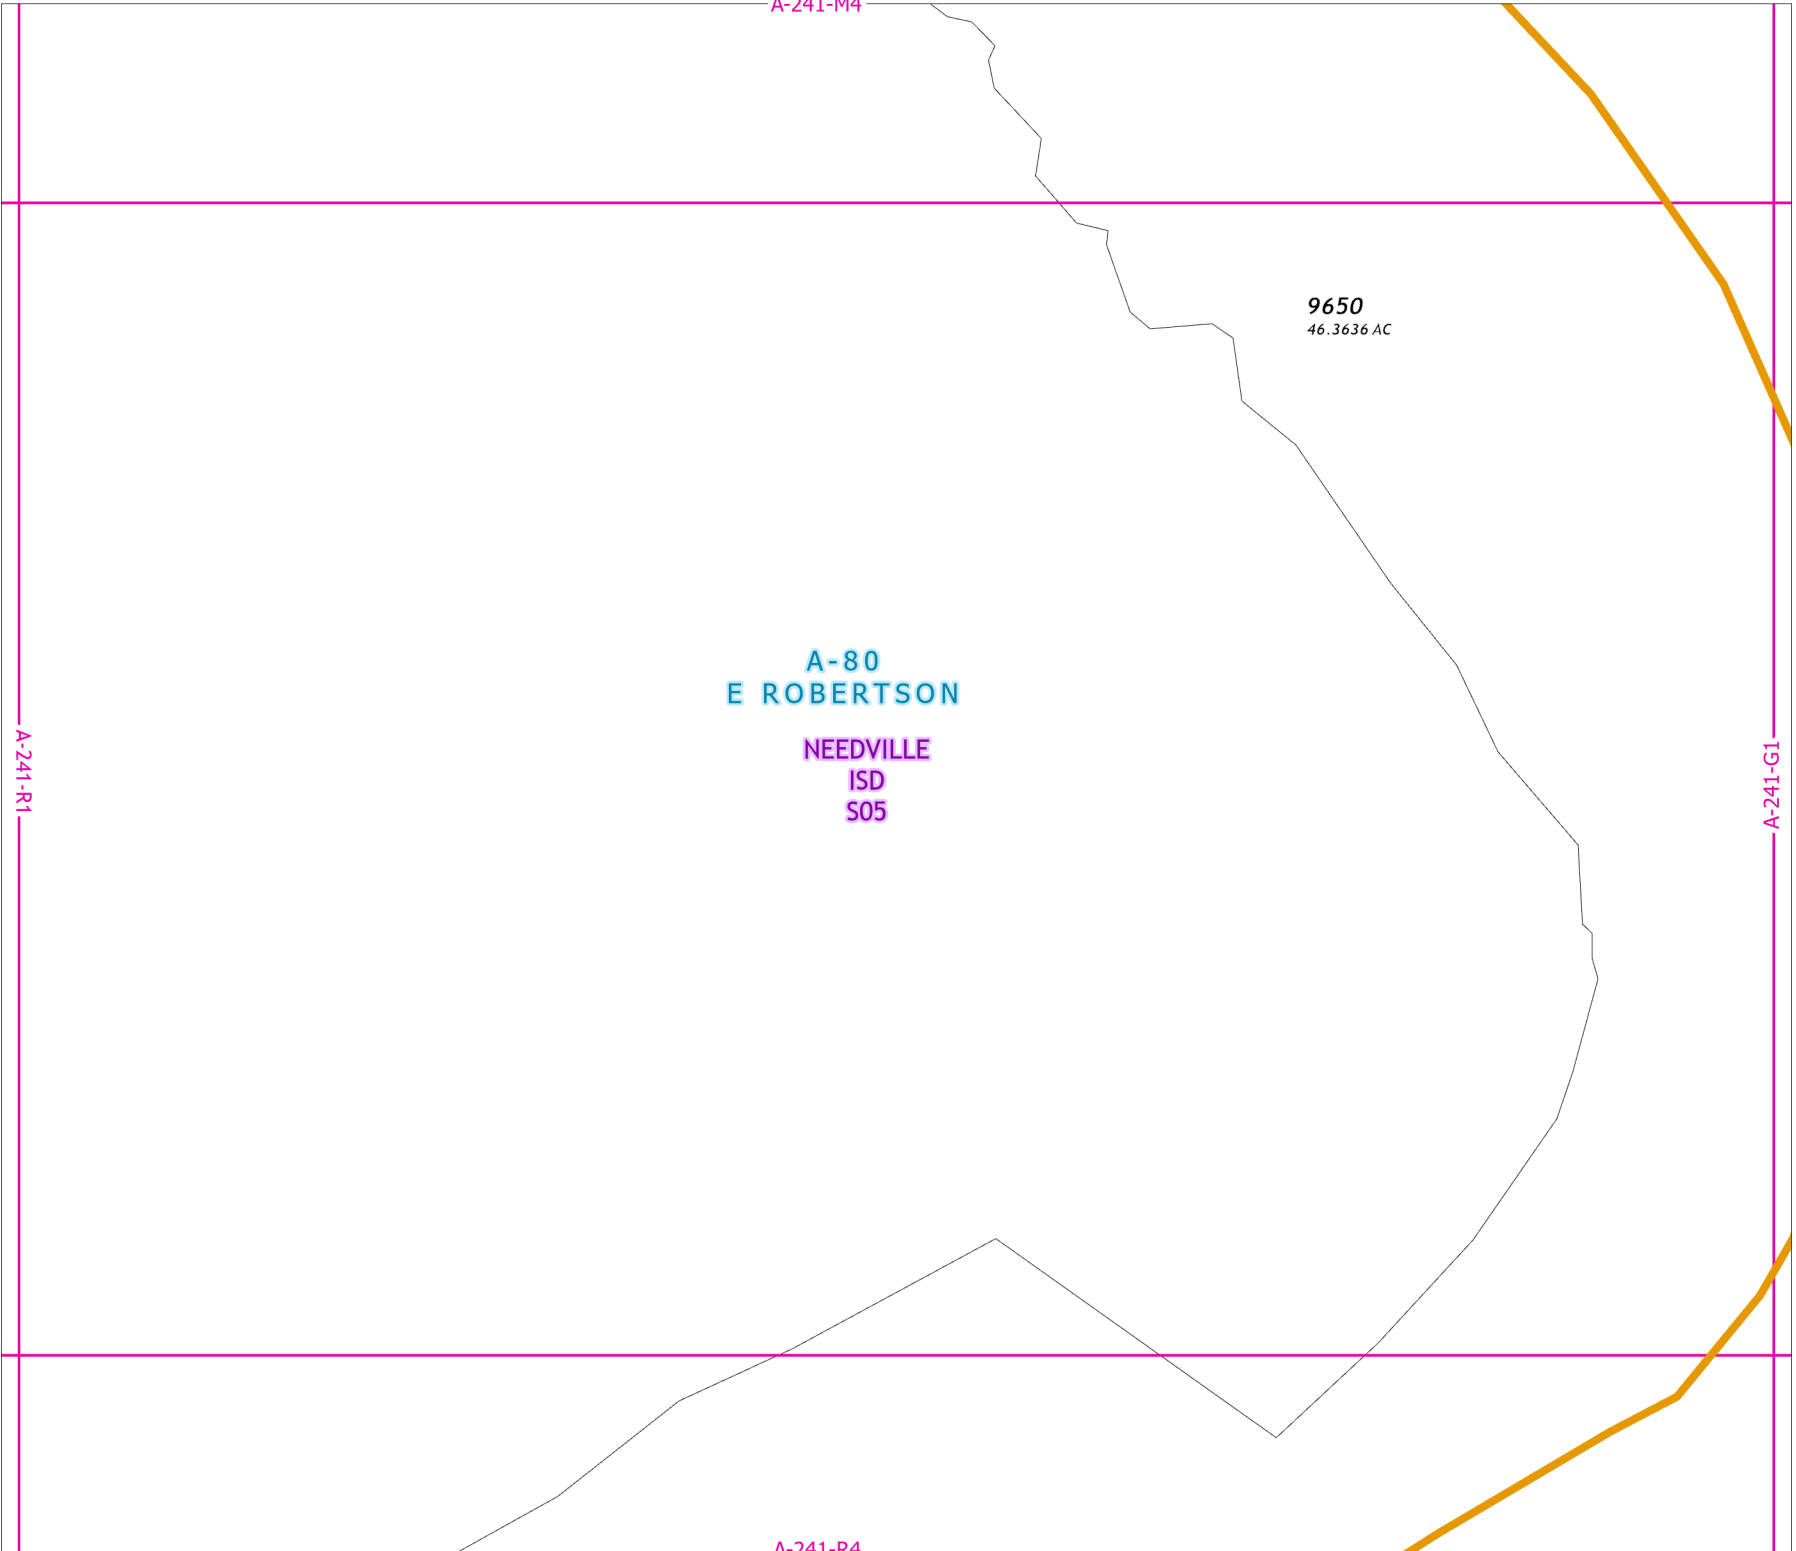 A-241-M4
9650
46.3636 AC
A-80
E ROBERTSON
NEEDVILLE
ISD
S05
A-241-R1
A-241-G1
A-241-R4